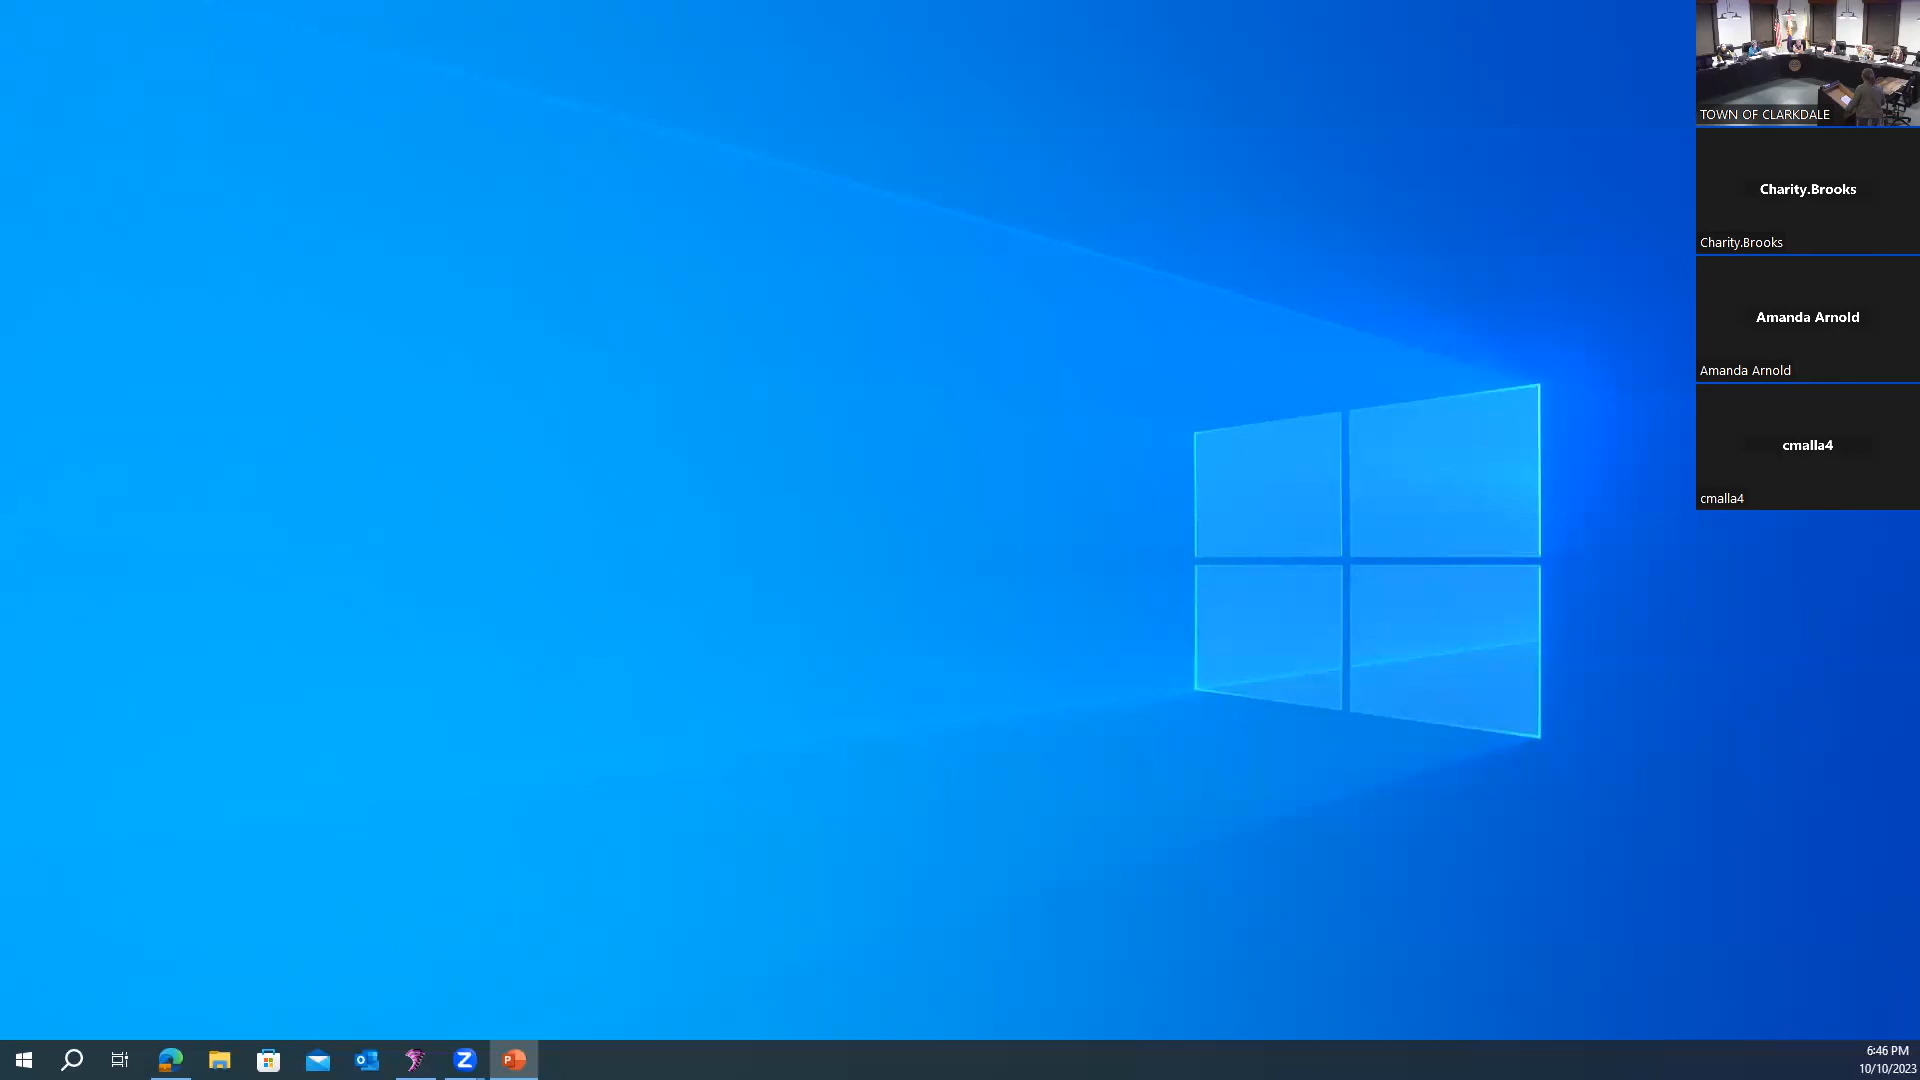 TOWN OF CLARKDALE
Charity.Brooks
Charity.Brooks
Amanda Arnold
Amanda Arnold
cmalla4
cmalla4
6:46 PM
10/10/2023